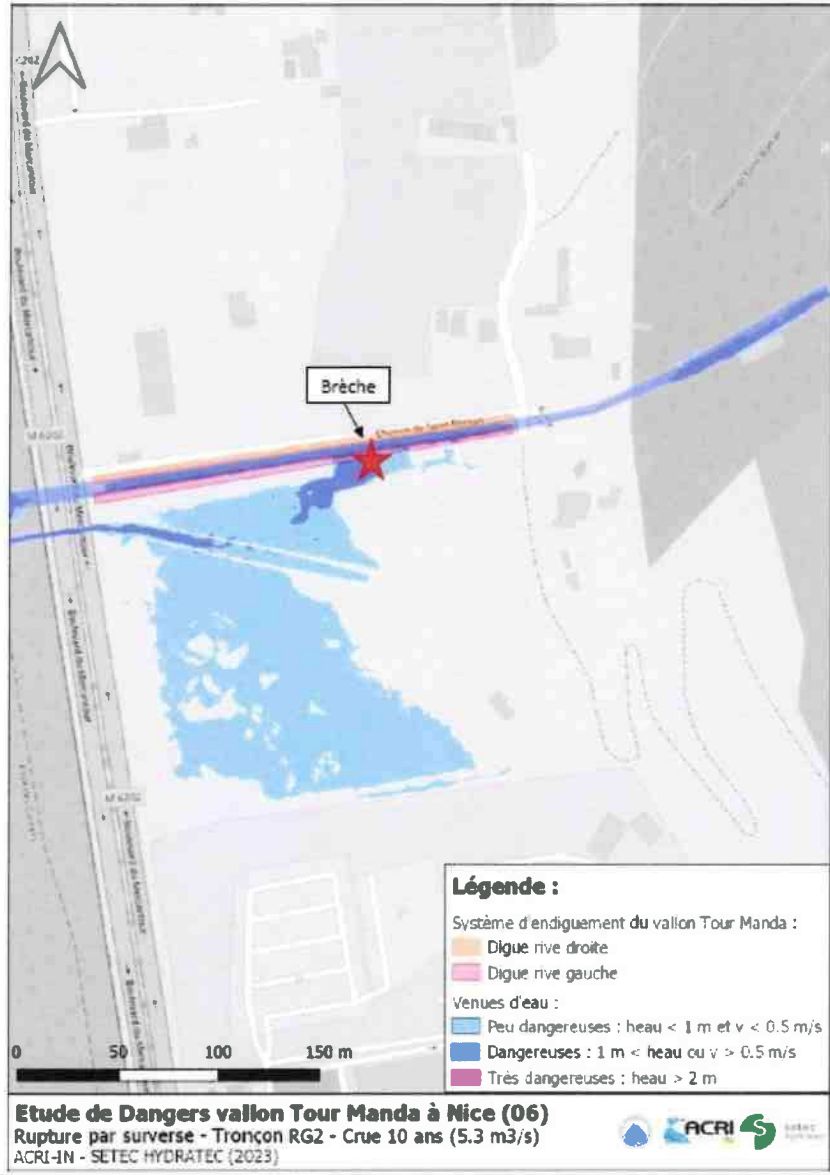 Brèche
M 6202
M 6202
Légende :
Système d'endiguement du vallon Tour Manda :
Digue rive droite
Digue rive gauche
Venues d'eau :
Peu dangereuses : heau < 1 m et v < 0.5 m/s
Dangereuses : 1 m < heau ou v > 0.5 m/s
Très dangereuses : heau > 2 m
0 50 100 150 m
Etude de Dangers vallon Tour Manda à Nice (06)
Rupture par surverse - Tronçon RG2 - Crue 10 ans (5.3 m3/s)
ACRI-IN - SETEC HYDRATEC (2023)
ACRI
setec